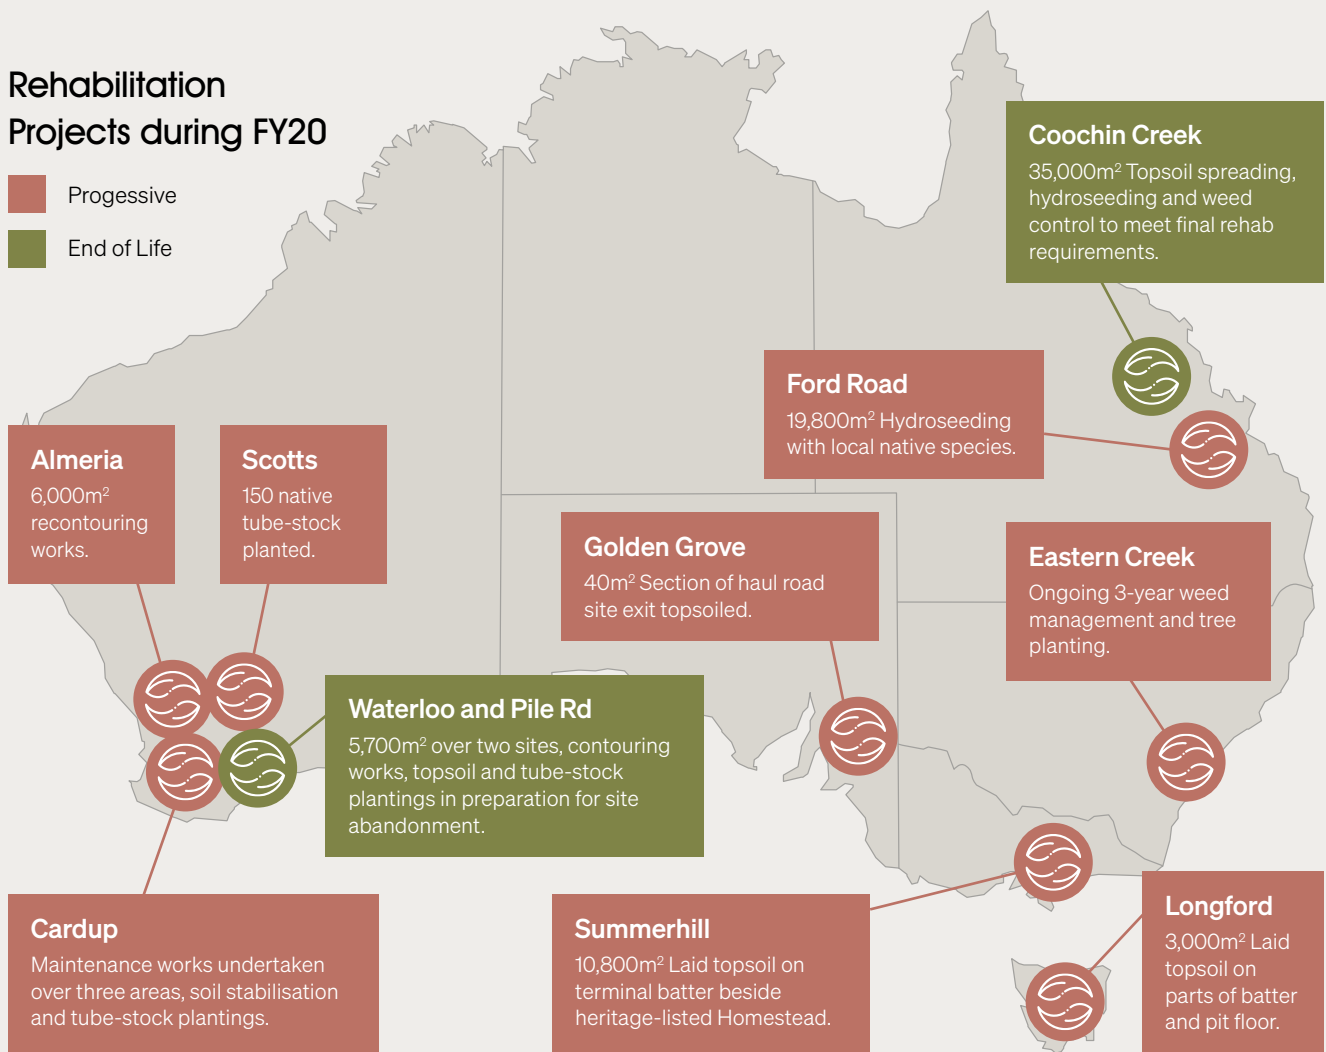 Rehabilitation
Projects during FY20
Progessive
End of Life
Coochin Creek
35,000m² Topsoil spreading,
hydroseeding and weed
control to meet final rehab
requirements.
Ford Road
19,800m² Hydroseeding
with local native species.
Almeria
6,000m²
recontouring
works.
Scotts
150 native
tube-stock
planted.
Golden Grove
40m² Section of haul road
site exit topsoiled.
Eastern Creek
Ongoing 3-year weed
management and tree
planting.
Waterloo and Pile Rd
5,700m² over two sites, contouring
works, topsoil and tube-stock
plantings in preparation for site
abandonment.
Cardup
Maintenance works undertaken
over three areas, soil stabilisation
and tube-stock plantings.
Summerhill
10,800m² Laid topsoil on
terminal batter beside
heritage-listed Homestead.
Longford
3,000m² Laid
topsoil on
parts of batter
and pit floor.